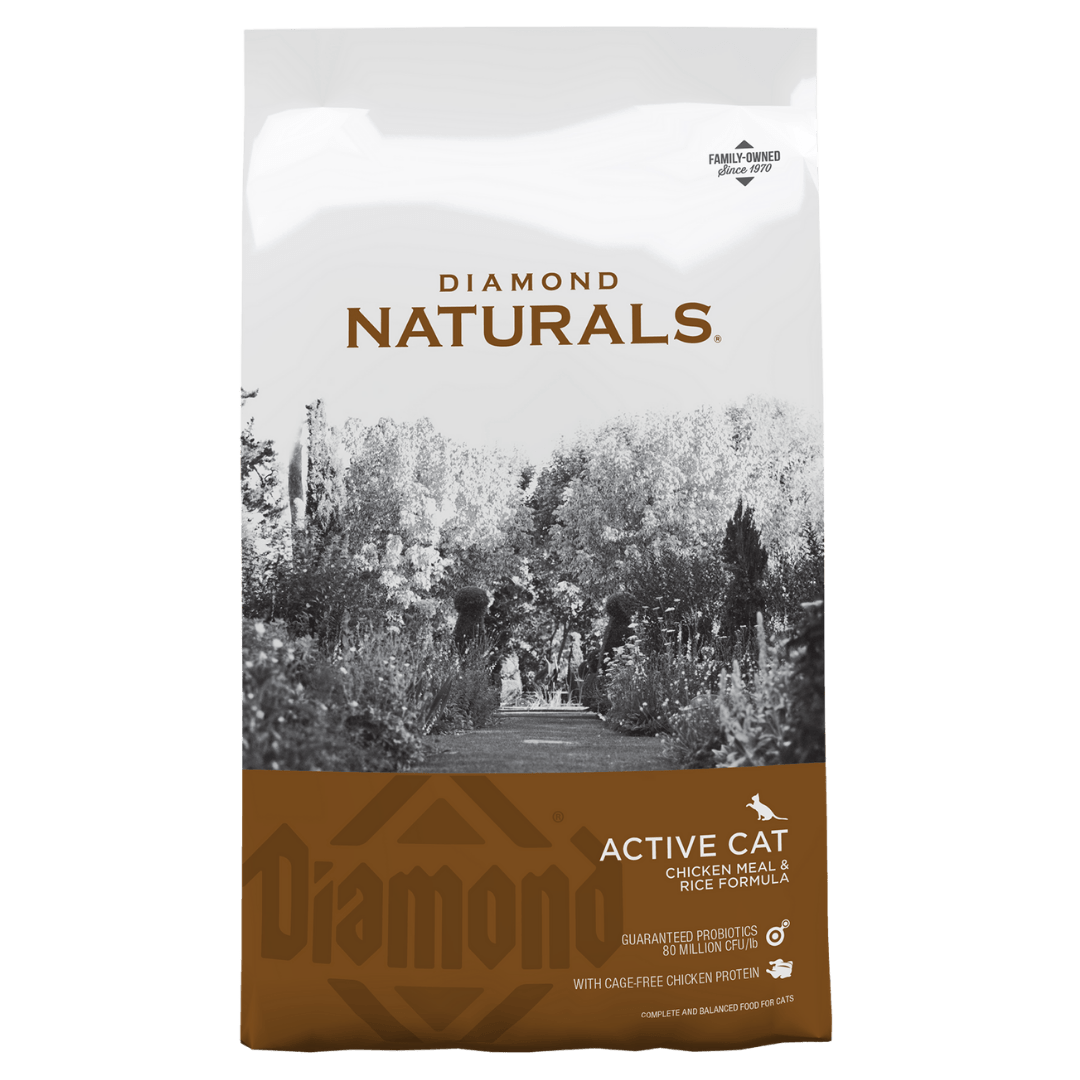 FAMILY-OWNED
Since 1970
DIAMOND
NATURALS®
Diamond®
ACTIVE CAT
CHICKEN MEAL &
RICE FORMULA
GUARANTEED PROBIOTICS
80 MILLION CFU/lb
WITH CAGE-FREE CHICKEN PROTEIN
COMPLETE AND BALANCED FOOD FOR CATS